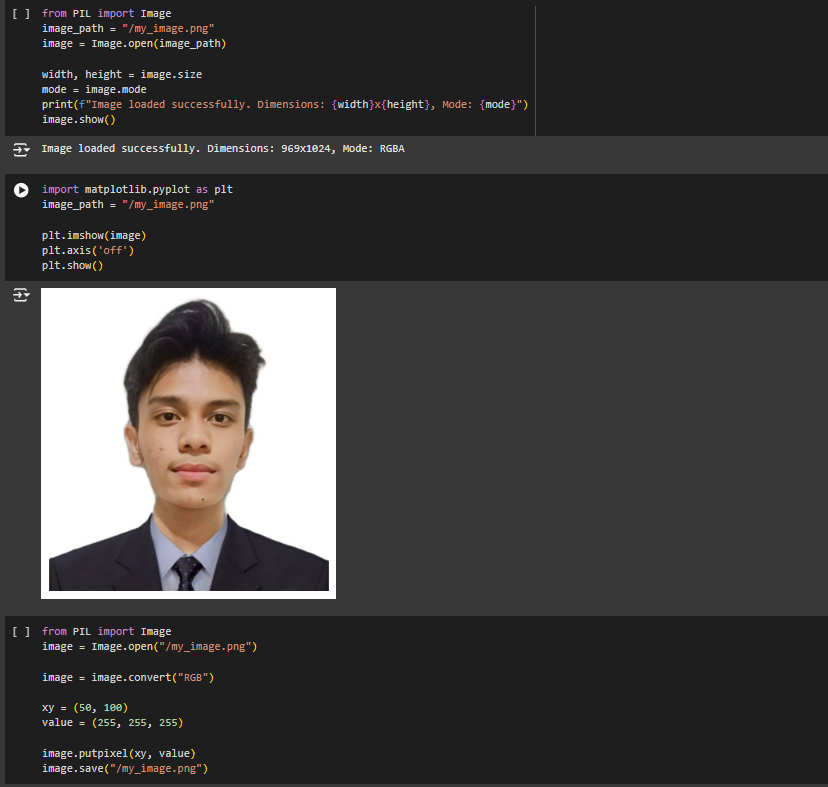 [ ] from PIL import Image
image_path = "/my_image.png"
image = Image.open(image_path)
width, height = image.size
mode = image.mode
print(f"Image loaded successfully. Dimensions: {width}x{height}, Mode: {mode}")
image.show()
Image loaded successfully. Dimensions: 969x1024, Mode: RGBA
import matplotlib.pyplot as plt
image_path = "/my_image.png"
plt.imshow(image)
plt.axis('off')
plt.show()
[ ] from PIL import Image
image = Image.open("/my_image.png")
image = image.convert("RGB")
xy = (50, 100)
value = (255, 255, 255)
image.putpixel(xy, value)
image.save("/my_image.png")